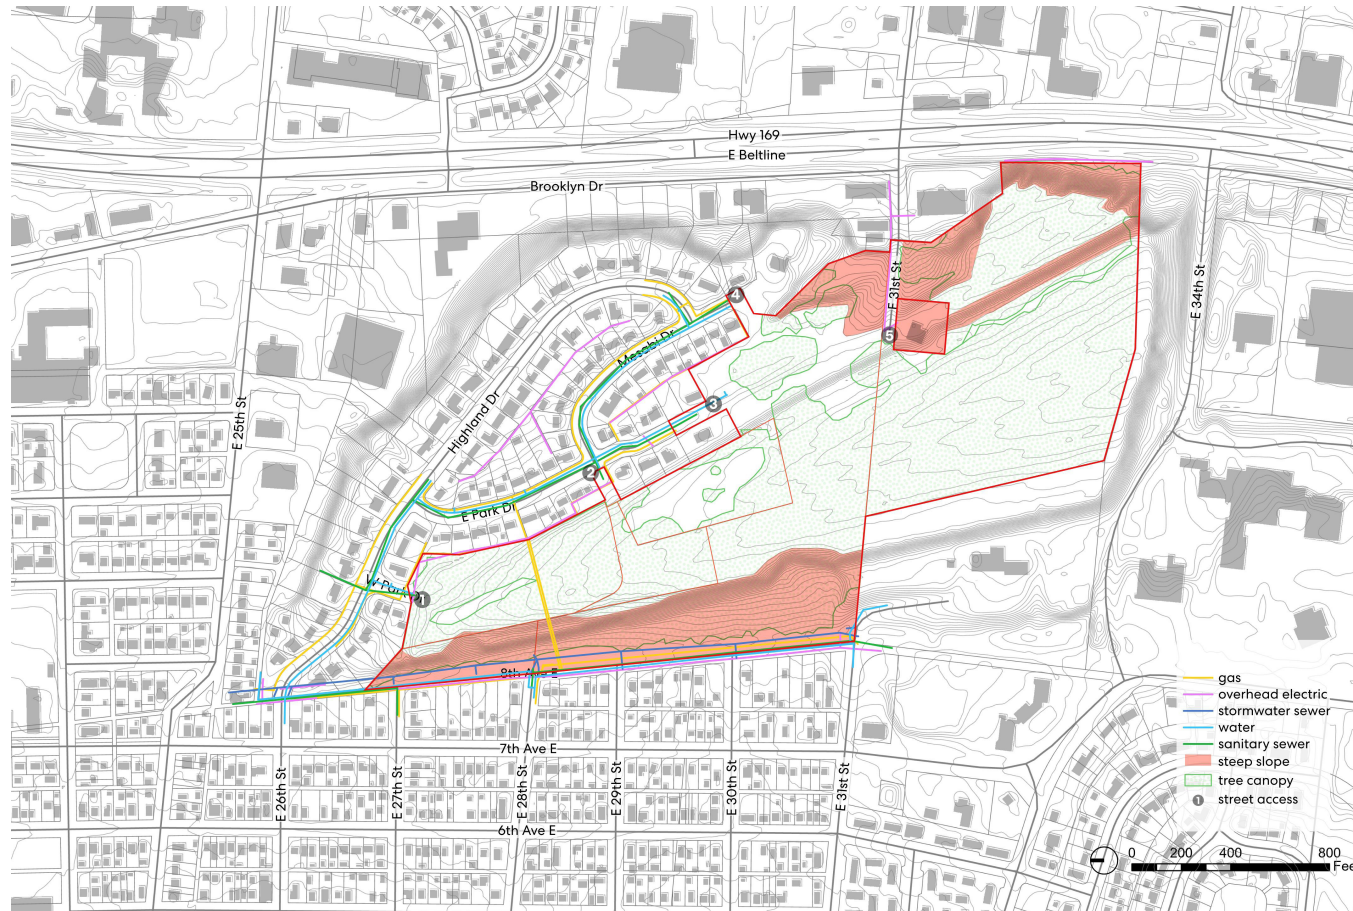 Hwy 169
E Beltline
Brooklyn Dr
E 31st St
E 34th St
4
5
Mesabi Dr
3
Highland Dr
E 25th St
2
E Park Dr
W Park Dr
1
8th Ave E
7th Ave E
E 26th St
E 27th St
E 28th St
E 29th St
E 30th St
E 31st St
6th Ave E
gas
overhead electric
stormwater sewer
water
sanitary sewer
steep slope
tree canopy
1 street access
0 200 400 800
Fee